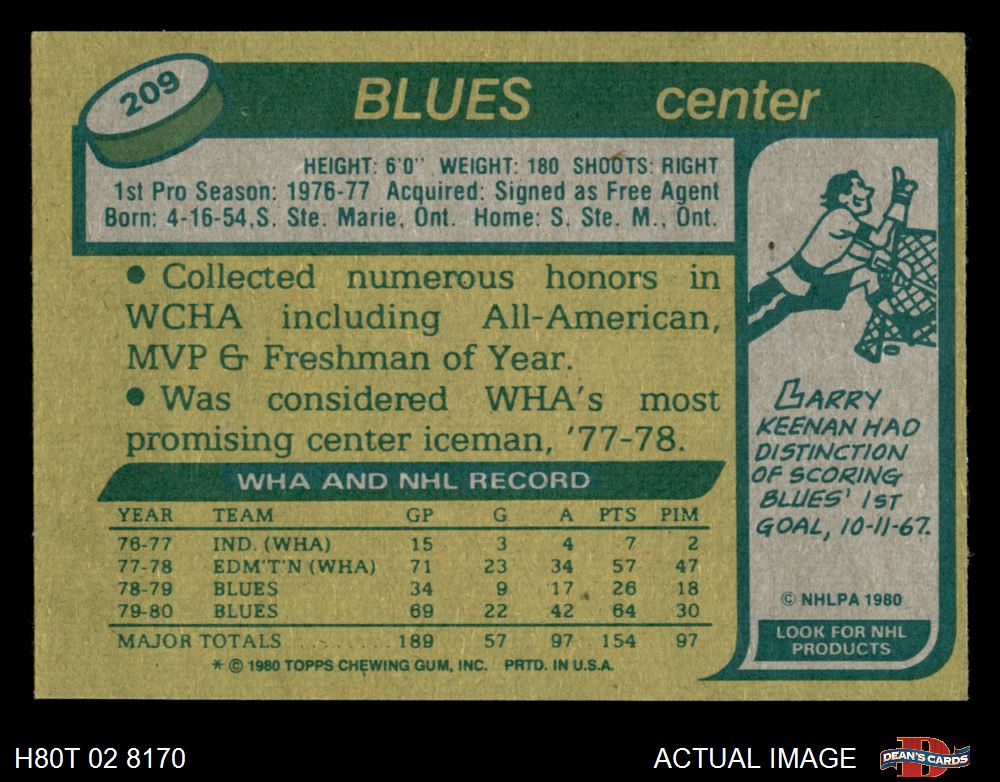 209
BLUES center
HEIGHT: 6'0" WEIGHT: 180 SHOOTS: RIGHT
1st Pro Season: 1976-77 Acquired: Signed as Free Agent
Born: 4-16-54,S. Ste. Marie, Ont. Home: S. Ste. M., Ont.
• Collected numerous honors in
WCHA including All-American,
MVP & Freshman of Year.
• Was considered WHA's most
promising center iceman, '77-78.
WHA AND NHL RECORD
YEAR TEAM GP G A PTS PIM
76-77 IND. (WHA) 15 3 4 7 2
77-78 EDM'T'N (WHA) 71 23 34 57 47
78-79 BLUES 34 9 17 26 18
79-80 BLUES 69 22 42 64 30
MAJOR TOTALS ........ 189 57 97 154 97
* © 1980 TOPPS CHEWING GUM, INC. PRTD. IN U.S.A.
LARRY
KEENAN HAD
DISTINCTION
OF SCORING
BLUES' 1ST
GOAL, 10-11-67.
© NHLPA 1980
LOOK FOR NHL
PRODUCTS
H80T 02 8170
ACTUAL IMAGE
D
DEAN'S CARDS